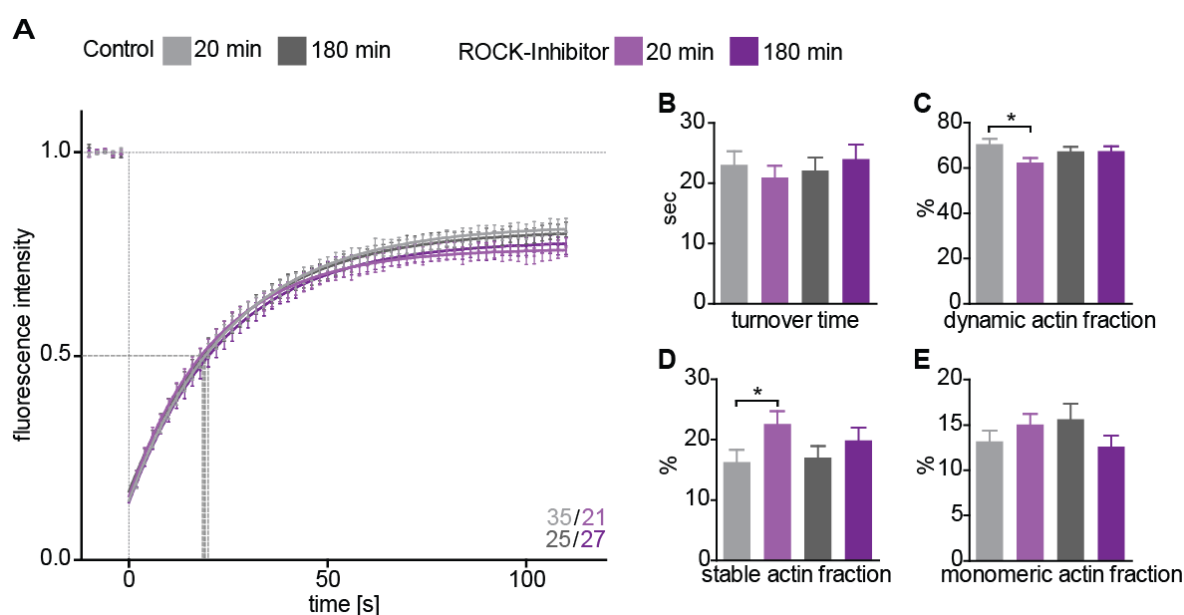 A
Control 20 min 180 min ROCK-Inhibitor 20 min 180 min
1.0
0.5
0.0
fluorescence intensity
0 50 100
time [s]
35/21
25/27
B
30
20
10
0
sec
turnover time
C
80
60
40
20
0
%
*
dynamic actin fraction
D
30
20
10
0
%
*
stable actin fraction
E
20
15
10
5
0
%
monomeric actin fraction